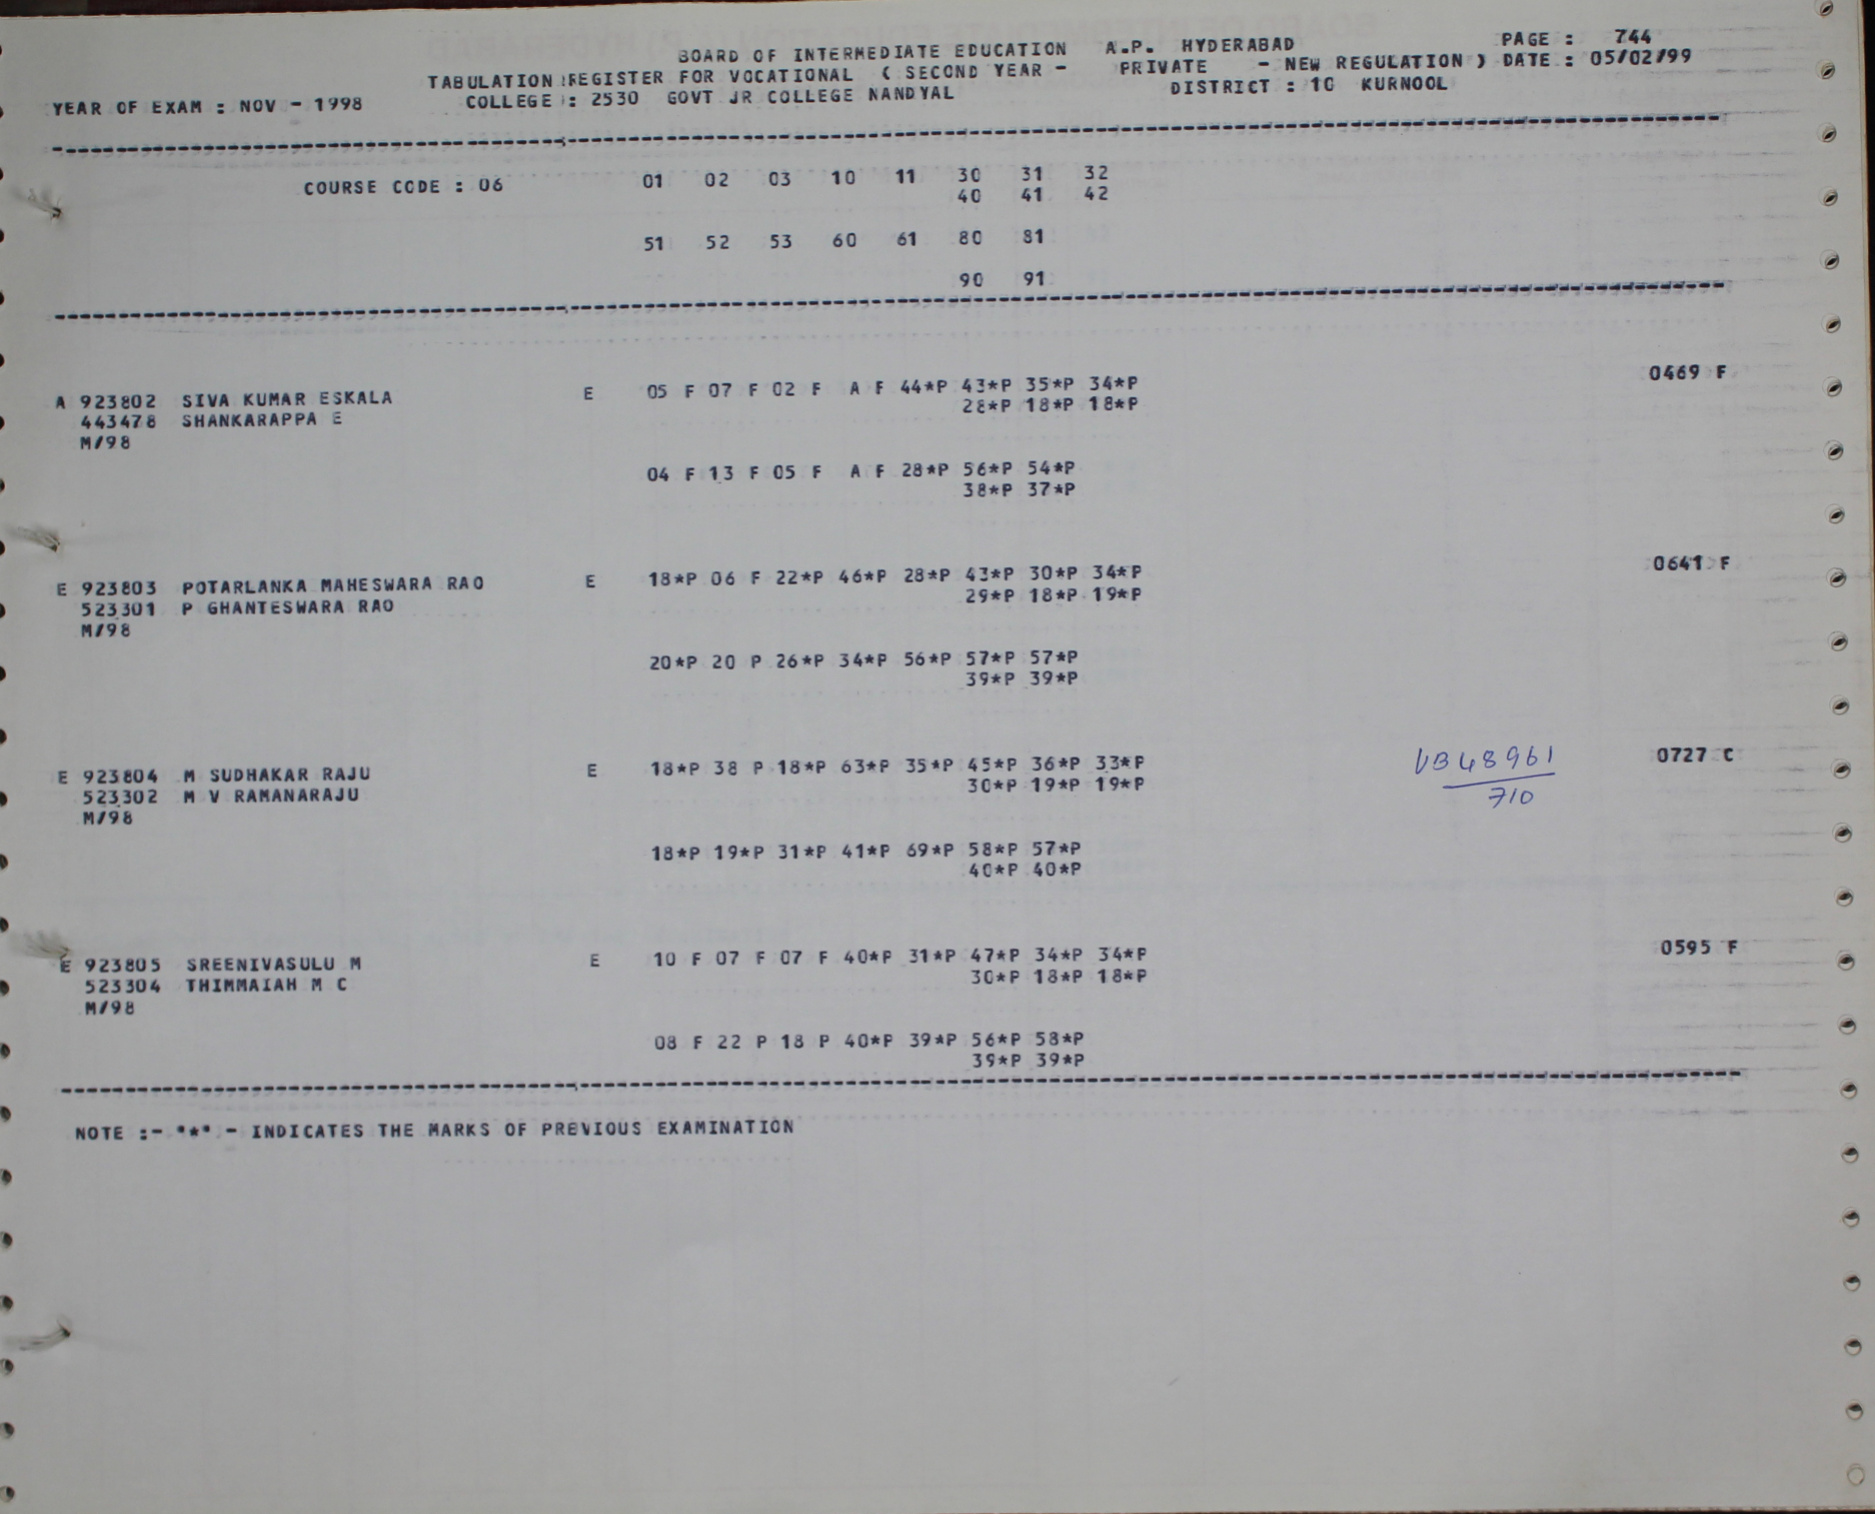 BOARD OF INTERMEDIATE EDUCATION A.P. HYDERABAD PAGE : 744
TABULATION REGISTER FOR VOCATIONAL ( SECOND YEAR - PRIVATE - NEW REGULATION ) DATE : 05/02/99
YEAR OF EXAM : NOV - 1998 COLLEGE : 2530 GOVT JR COLLEGE NANDYAL DISTRICT : 10 KURNOOL
COURSE CODE : 06 01 02 03 10 11 30 31 32
40 41 42
51 52 53 60 61 80 81
90 91
A 923802 SIVA KUMAR ESKALA E 05 F 07 F 02 F A F 44*P 43*P 35*P 34*P 0469 F
443478 SHANKARAPPA E 28*P 18*P 18*P
M/98
04 F 13 F 05 F A F 28*P 56*P 54*P
38*P 37*P
E 923803 POTARLANKA MAHESWARA RAO E 18*P 06 F 22*P 46*P 28*P 43*P 30*P 34*P 0641 F
523301 P GHANTESWARA RAO 29*P 18*P 19*P
M/98
20*P 20 P 26*P 34*P 56*P 57*P 57*P
39*P 39*P
E 923804 M SUDHAKAR RAJU E 18*P 38 P 18*P 63*P 35*P 45*P 36*P 33*P VB48961 0727 C
523302 M V RAMANARAJU 30*P 19*P 19*P 710
M/98
18*P 19*P 31*P 41*P 69*P 58*P 57*P
40*P 40*P
E 923805 SREENIVASULU M E 10 F 07 F 07 F 40*P 31*P 47*P 34*P 34*P 0595 F
523304 THIMMAIAH M C 30*P 18*P 18*P
M/98
08 F 22 P 18 P 40*P 39*P 56*P 58*P
39*P 39*P
NOTE :- "*" - INDICATES THE MARKS OF PREVIOUS EXAMINATION